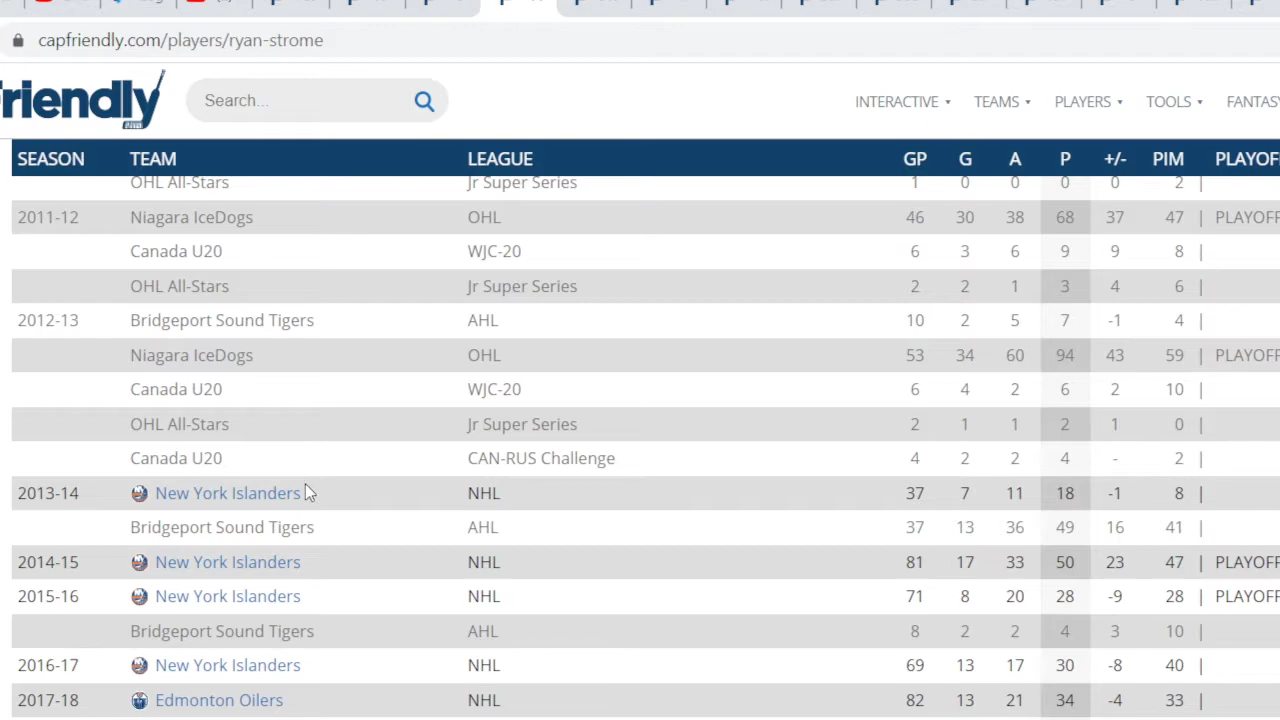 capfriendly.com/players/ryan-strome
Friendly Search... INTERACTIVE TEAMS PLAYERS TOOLS FANTASY
SEASON TEAM LEAGUE GP G A P +/- PIM PLAYOFF
OHL All-Stars Jr Super Series 1 0 0 0 0 2 |
2011-12 Niagara IceDogs OHL 46 30 38 68 37 47 | PLAYOFF
Canada U20 WJC-20 6 3 6 9 9 8 |
OHL All-Stars Jr Super Series 2 2 1 3 4 6 |
2012-13 Bridgeport Sound Tigers AHL 10 2 5 7 -1 4 |
Niagara IceDogs OHL 53 34 60 94 43 59 | PLAYOFF
Canada U20 WJC-20 6 4 2 6 2 10 |
OHL All-Stars Jr Super Series 2 1 1 2 1 0 |
Canada U20 CAN-RUS Challenge 4 2 2 4 - 2 |
2013-14 New York Islanders NHL 37 7 11 18 -1 8 |
Bridgeport Sound Tigers AHL 37 13 36 49 16 41 |
2014-15 New York Islanders NHL 81 17 33 50 23 47 | PLAYOFF
2015-16 New York Islanders NHL 71 8 20 28 -9 28 | PLAYOFF
Bridgeport Sound Tigers AHL 8 2 2 4 3 10 |
2016-17 New York Islanders NHL 69 13 17 30 -8 40 |
2017-18 Edmonton Oilers NHL 82 13 21 34 -4 33 |